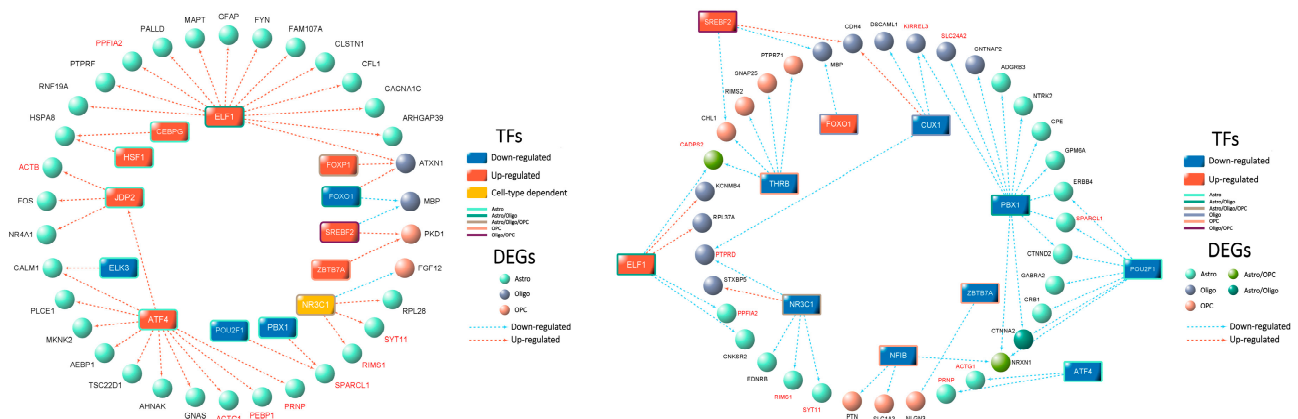 GFAP
MAPT
FYN
PALLD
FAM107A
PPFIA2
CLSTN1
PTPRF
CFL1
RNF19A
CACNA1C
HSPA8
ELF1
ARHGAP39
CEBPG
HSF1
ACTB
FOXP1
ATXN1
JDP2
FOXO1
FOS
MBP
SREBF2
NR4A1
PKD1
ZBTB7A
CALM1
ELK3
FGF12
NR3C1
PLCE1
ATF4
RPL28
POU2F1
PBX1
MKNK2
SYT11
AEBP1
RIMS1
TSC22D1
SPARCL1
AHNAK
PRNP
GNAS
PEBP1
ACTG1
TFs
Down-regulated
Up-regulated
Cell-type dependent
Astro
Astro/Oligo
Astro/Oligo/OPC
OPC
Oligo/OPC
DEGs
Astro
Oligo
OPC
Down-regulated
Up-regulated
SREBF2
CDH4
DSCAML1
KIRREL3
SLC24A2
CNTNAP2
MBP
PTPRZ1
ADGRB3
SNAP25
NTRK2
RIMS2
CPE
CHL1
FOXO1
CUX1
GPM6A
CADPS2
ERBB4
KCNMB4
THRB
PBX1
SPARCL1
RPL37A
CTNND2
PTPRD
ELF1
POU2F1
GABRA2
STXBP5
NR3C1
ZBTB7A
CRB1
PPFIA2
CTNNA2
CNKSR2
NFIB
NRXN1
EDNRB
ACTG1
ATF4
RIMS1
PRNP
SYT11
PTN
SLC1A3
NLGN3
TFs
Down-regulated
Up-regulated
Astro
Astro/Oligo
Astro/Oligo/OPC
Oligo
OPC
Oligo/OPC
DEGs
Astro
Astro/OPC
Oligo
Astro/Oligo
OPC
Down-regulated
Up-regulated